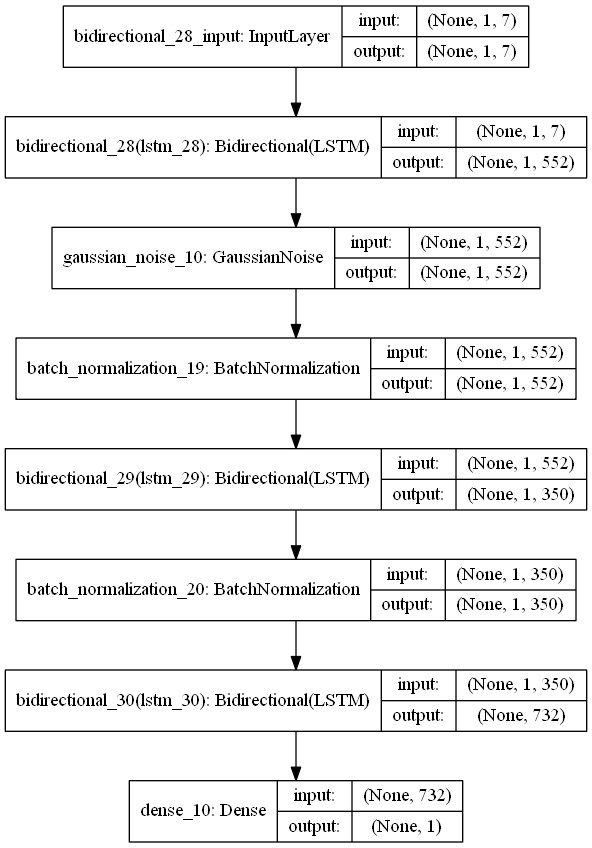 bidirectional_28_input: InputLayer
input: (None, 1, 7)
output: (None, 1, 7)
bidirectional_28(lstm_28): Bidirectional(LSTM)
input: (None, 1, 7)
output: (None, 1, 552)
gaussian_noise_10: GaussianNoise
input: (None, 1, 552)
output: (None, 1, 552)
batch_normalization_19: BatchNormalization
input: (None, 1, 552)
output: (None, 1, 552)
bidirectional_29(lstm_29): Bidirectional(LSTM)
input: (None, 1, 552)
output: (None, 1, 350)
batch_normalization_20: BatchNormalization
input: (None, 1, 350)
output: (None, 1, 350)
bidirectional_30(lstm_30): Bidirectional(LSTM)
input: (None, 1, 350)
output: (None, 732)
dense_10: Dense
input: (None, 732)
output: (None, 1)